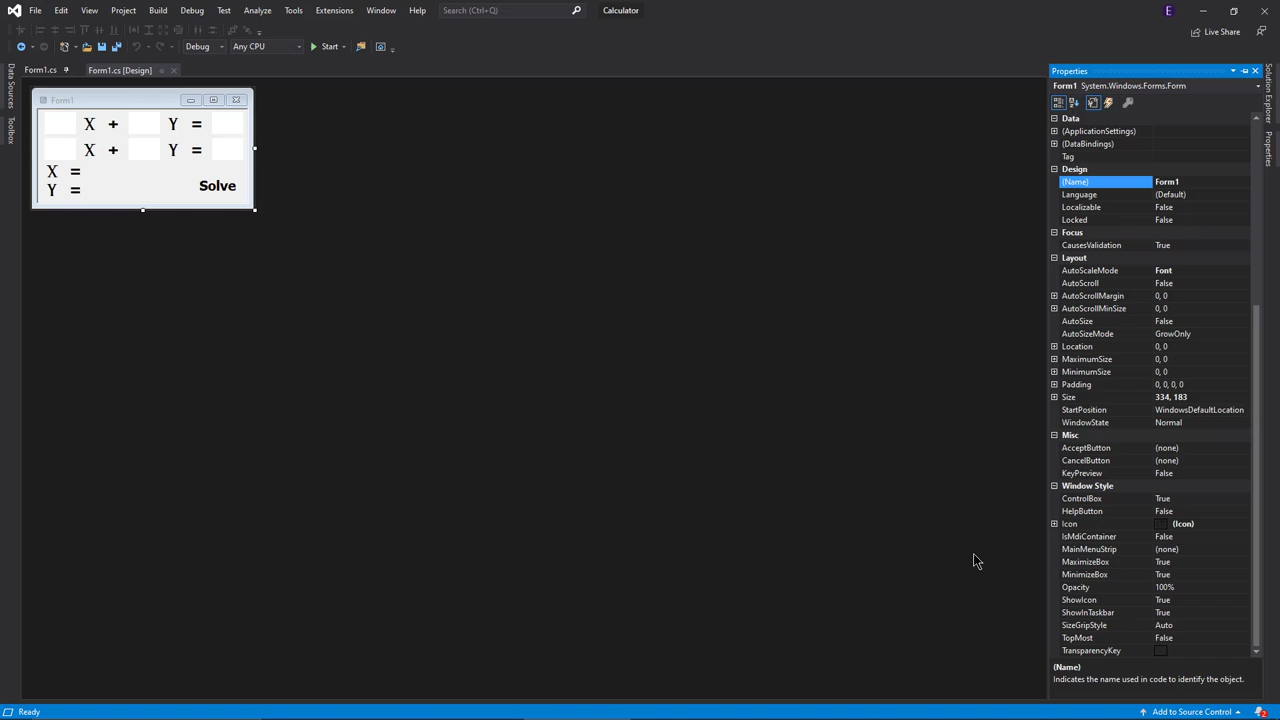 File Edit View Project Build Debug Test Analyze Tools Extensions Window Help Search (Ctrl+Q) Calculator E
Live Share
Debug Any CPU Start
Form1.cs Form1.cs [Design]
Data Sources
Toolbox
Form1
X + Y =
X + Y =
X =
Y =
Solve
Properties
Form1 System.Windows.Forms.Form
Data
(ApplicationSettings)
(DataBindings)
Tag
Design
(Name) Form1
Language (Default)
Localizable False
Locked False
Focus
CausesValidation True
Layout
AutoScaleMode Font
AutoScroll False
AutoScrollMargin 0, 0
AutoScrollMinSize 0, 0
AutoSize False
AutoSizeMode GrowOnly
Location 0, 0
MaximumSize 0, 0
MinimumSize 0, 0
Padding 0, 0, 0, 0
Size 334, 183
StartPosition WindowsDefaultLocation
WindowState Normal
Misc
AcceptButton (none)
CancelButton (none)
KeyPreview False
Window Style
ControlBox True
HelpButton False
Icon (Icon)
IsMdiContainer False
MainMenuStrip (none)
MaximizeBox True
MinimizeBox True
Opacity 100%
ShowIcon True
ShowInTaskbar True
SizeGripStyle Auto
TopMost False
TransparencyKey
(Name)
Indicates the name used in code to identify the object.
Solution Explorer
Properties
Ready Add to Source Control 2